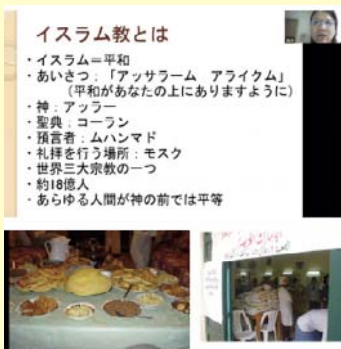 イスラム教とは
・イスラム＝平和
・あいさつ：「アッサラーム　アライクム」
（平和があなたの上にありますように）
・神：アッラー
・聖典：コーラン
・預言者：ムハンマド
・礼拝を行う場所：モスク
・世界三大宗教の一つ
・約18億人
・あらゆる人間が神の前では平等